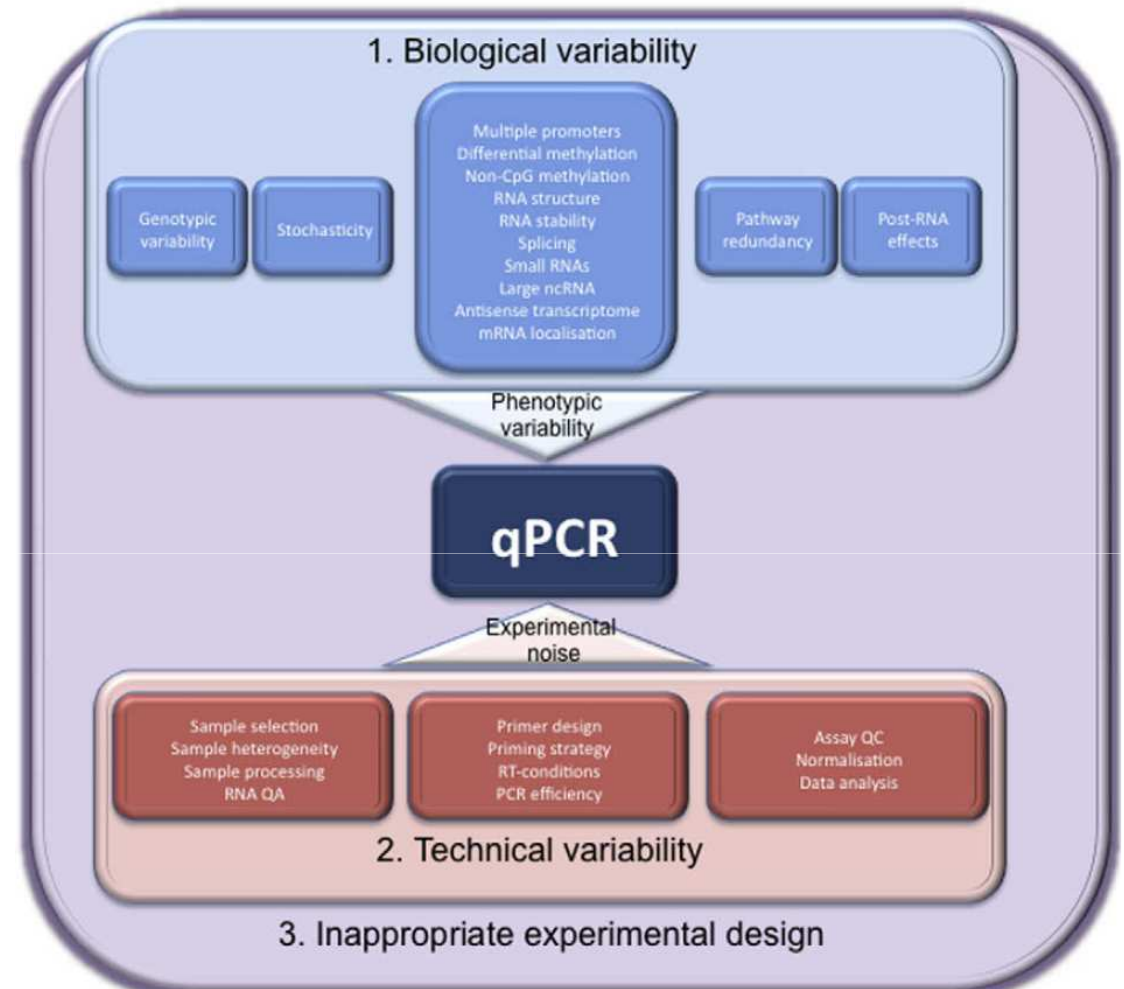 1. Biological variability
Genotypic
variability
Stochasticity
Multiple promoters
Differential methylation
Non-CpG methylation
RNA structure
RNA stability
Splicing
Small RNAs
Large ncRNA
Antisense transcriptome
mRNA localisation
Pathway
redundancy
Post-RNA
effects
Phenotypic
variability
qPCR
Experimental
noise
Sample selection
Sample heterogeneity
Sample processing
RNA QA
Primer design
Priming strategy
RT-conditions
PCR efficiency
Assay QC
Normalisation
Data analysis
2. Technical variability
3. Inappropriate experimental design